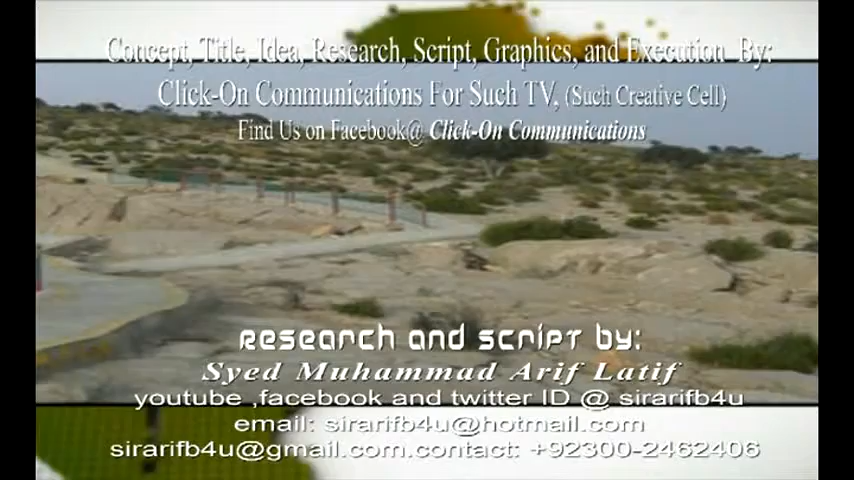 Concept, Title, Idea, Research, Script, Graphics, and Execution By:
Click-On Communications For Such TV, (Such Creative Cell)
Find Us on Facebook@ Click-On Communications
Research and script by:
Syed Muhammad Arif Latif
youtube ,facebook and twitter ID @ sirarifb4u
email: sirarifb4u@hotmail.com
sirarifb4u@gmail.com.contact: +92300-2462406